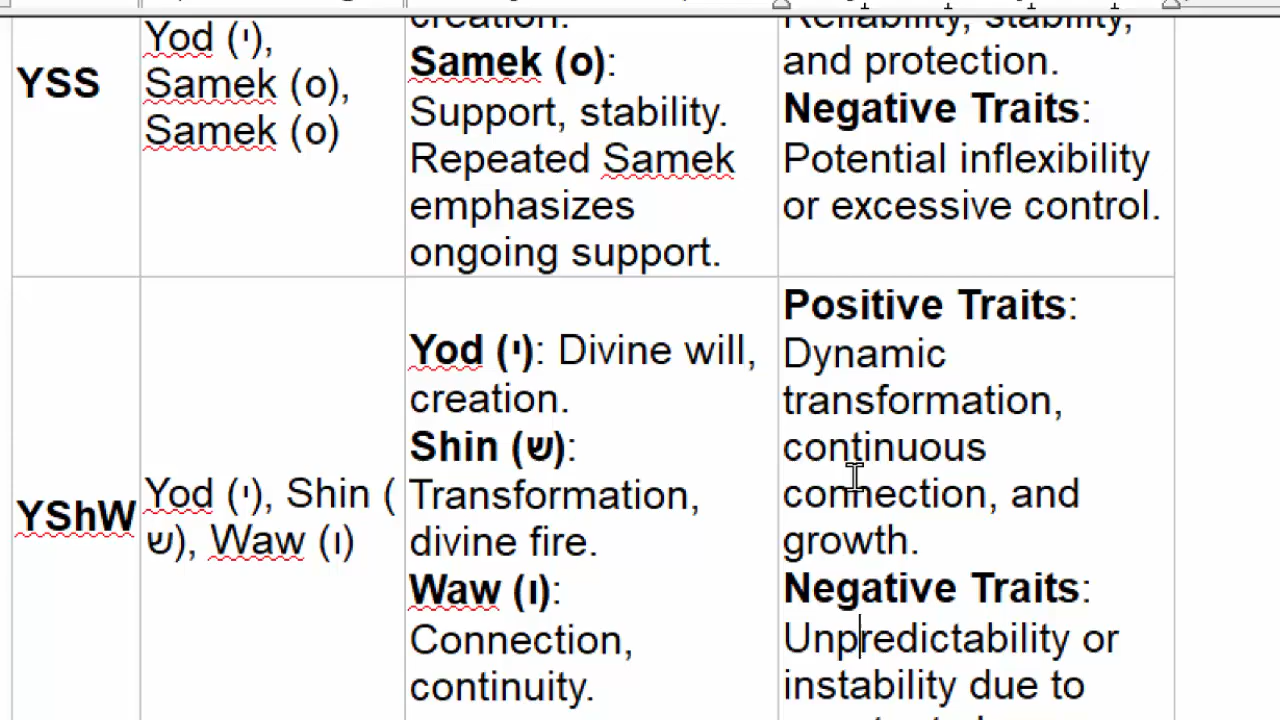 YSS
Yod (י),
Samek (ס),
Samek (ס)
creation.
Samek (ס):
Support, stability.
Repeated Samek
emphasizes
ongoing support.
Reliability, stability,
and protection.
Negative Traits:
Potential inflexibility
or excessive control.
YShW
Yod (י), Shin (
ש), Waw (ו)
Yod (י): Divine will,
creation.
Shin (ש):
Transformation,
divine fire.
Waw (ו):
Connection,
continuity.
Positive Traits:
Dynamic
transformation,
continuous
connection, and
growth.
Negative Traits:
Unpredictability or
instability due to